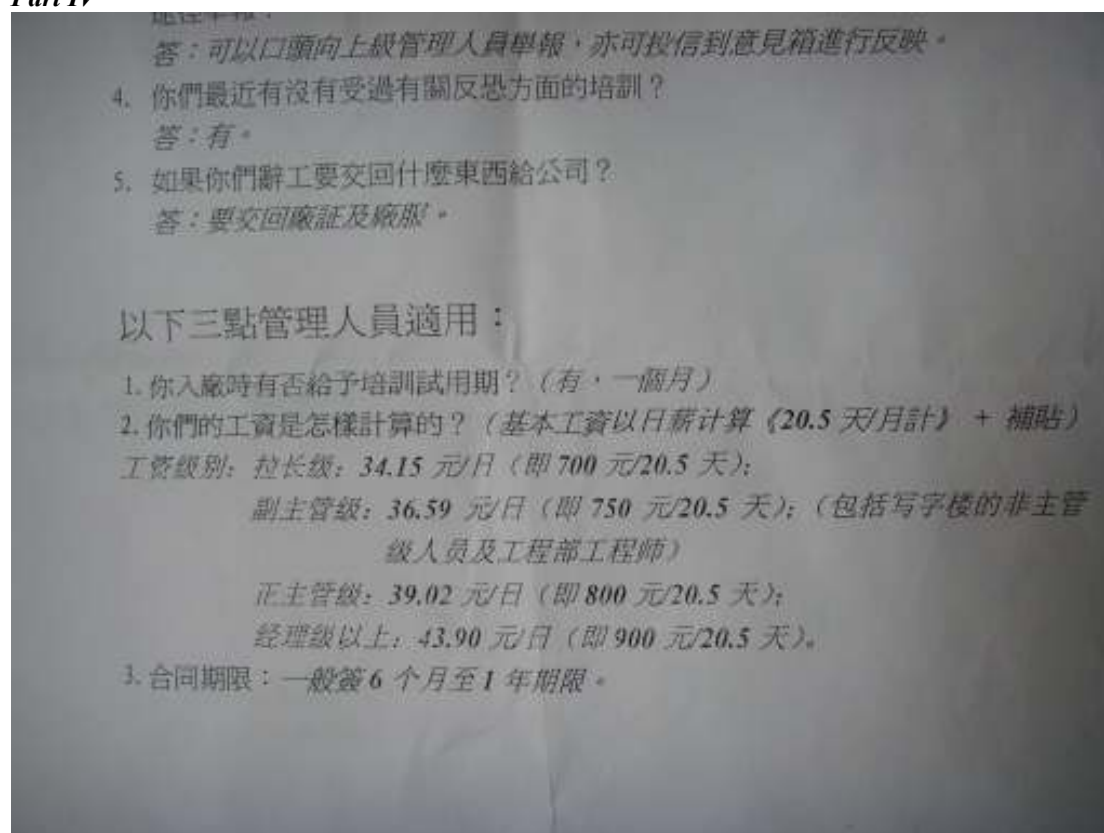 Part IV
途徑舉報？
答：可以口頭向上級管理人員舉報，亦可投信到意見箱進行反映。
4. 你們最近有沒有受過有關反恐方面的培訓？
答：有。
5. 如果你們辭工要交回什麼東西給公司？
答：要交回廠証及廠服。
以下三點管理人員適用：
1. 你入廠時有否給予培訓試用期？（有，一個月）
2. 你們的工資是怎樣計算的？（基本工資以日薪计算《20.5 天/月計》 + 補貼）
工资级别：拉长级：34.15 元/日（即 700 元/20.5 天）；
副主管级：36.59 元/日（即 750 元/20.5 天）；（包括写字楼的非主管
级人员及工程部工程师）
正主管级：39.02 元/日（即 800 元/20.5 天）；
经理级以上：43.90 元/日（即 900 元/20.5 天）。
3. 合同期限：一般簽 6 个月至 1 年期限。